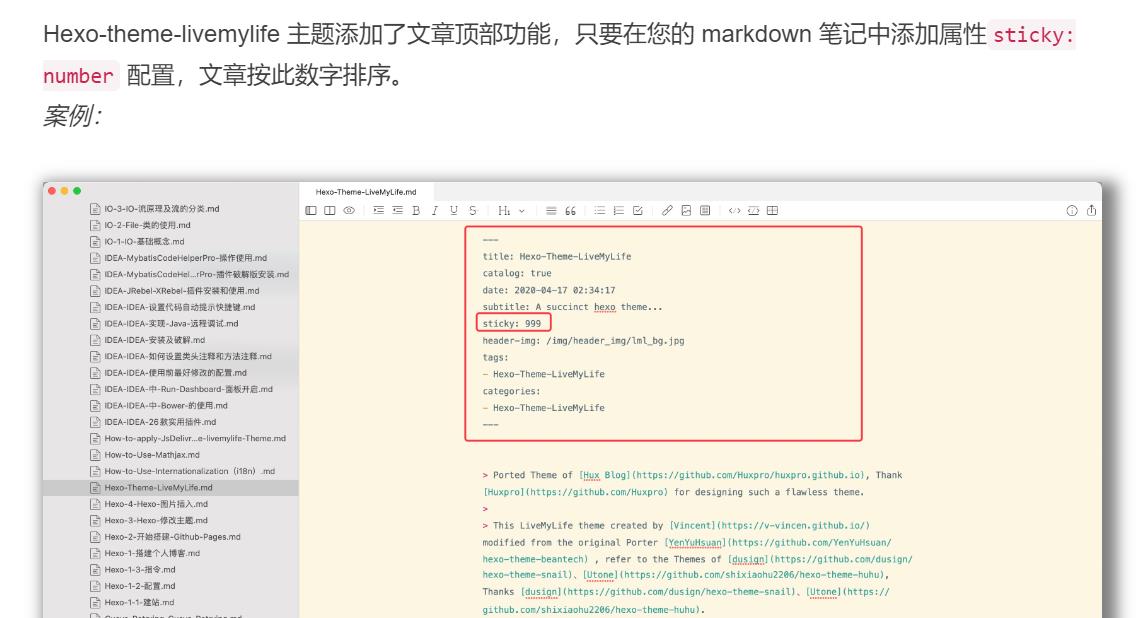 Hexo-theme-livemylife 主题添加了文章顶部功能，只要在您的 markdown 笔记中添加属性 sticky:
number 配置，文章按此数字排序。
案例：
Hexo-Theme-LiveMyLife.md
IO-3-IO-流原理及流的分类.md
IO-2-File-类的使用.md
IO-1-IO-基础概念.md
IDEA-MybatisCodeHelperPro-操作使用.md
IDEA-MybatisCodeHel...rPro-插件破解版安装.md
IDEA-JRebel-XRebel-插件安装和使用.md
IDEA-IDEA-设置代码自动提示快捷键.md
IDEA-IDEA-实现-Java-远程调试.md
IDEA-IDEA-安装及破解.md
IDEA-IDEA-如何设置类头注释和方法注释.md
IDEA-IDEA-使用前最好修改的配置.md
IDEA-IDEA-中-Run-Dashboard-面板开启.md
IDEA-IDEA-中-Bower-的使用.md
IDEA-IDEA-26款实用插件.md
How-to-apply-JsDelivr...e-livemylife-Theme.md
How-to-Use-Mathjax.md
How-to-Use-Internationalization（i18n）.md
Hexo-Theme-LiveMyLife.md
Hexo-4-Hexo-图片插入.md
Hexo-3-Hexo-修改主题.md
Hexo-2-开始搭建-Github-Pages.md
Hexo-1-搭建个人博客.md
Hexo-1-3-指令.md
Hexo-1-2-配置.md
Hexo-1-1-建站.md
B I U S H1
---
title: Hexo-Theme-LiveMyLife
catalog: true
date: 2020-04-17 02:34:17
subtitle: A succinct hexo theme...
sticky: 999
header-img: /img/header_img/lml_bg.jpg
tags:
- Hexo-Theme-LiveMyLife
categories:
- Hexo-Theme-LiveMyLife
---
> Ported Theme of [Hux Blog](https://github.com/Huxpro/huxpro.github.io), Thank
[Huxpro](https://github.com/Huxpro) for designing such a flawless theme.
>
> This LiveMyLife theme created by [Vincent](https://v-vincen.github.io/)
modified from the original Porter [YenYuHsuan](https://github.com/YenYuHsuan/
hexo-theme-beantech) , refer to the Themes of [dusign](https://github.com/dusign/
hexo-theme-snail)、[Utone](https://github.com/shixiaohu2206/hexo-theme-huhu),
Thanks [dusign](https://github.com/dusign/hexo-theme-snail)、[Utone](https://
github.com/shixiaohu2206/hexo-theme-huhu).